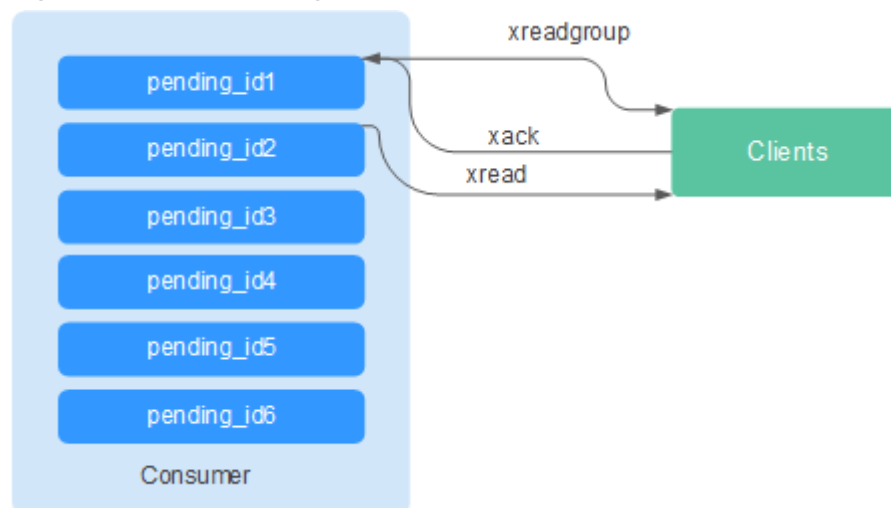 xreadgroup
pending_id1
xack
pending_id2
Clients
xread
pending_id3
pending_id4
pending_id5
pending_id6
Consumer